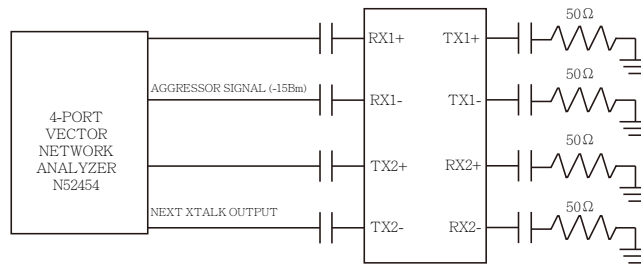 50Ω
RX1+ TX1+
50Ω
AGGRESSOR SIGNAL (-15Bm)
RX1- TX1-
4-PORT
VECTOR
NETWORK
ANALYZER
N52454
50Ω
TX2+ RX2+
50Ω
NEXT XTALK OUTPUT
TX2- RX2-